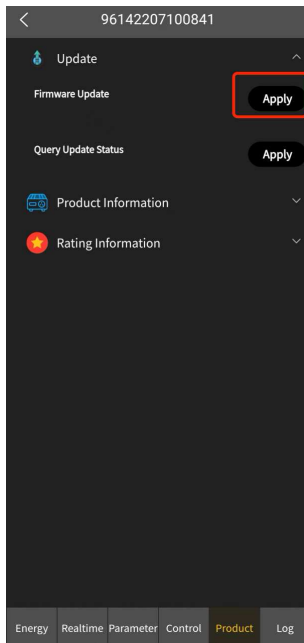 96142207100841
Update
Firmware Update
Apply
Query Update Status
Apply
Product Information
Rating Information
Energy Realtime Parameter Control Product Log